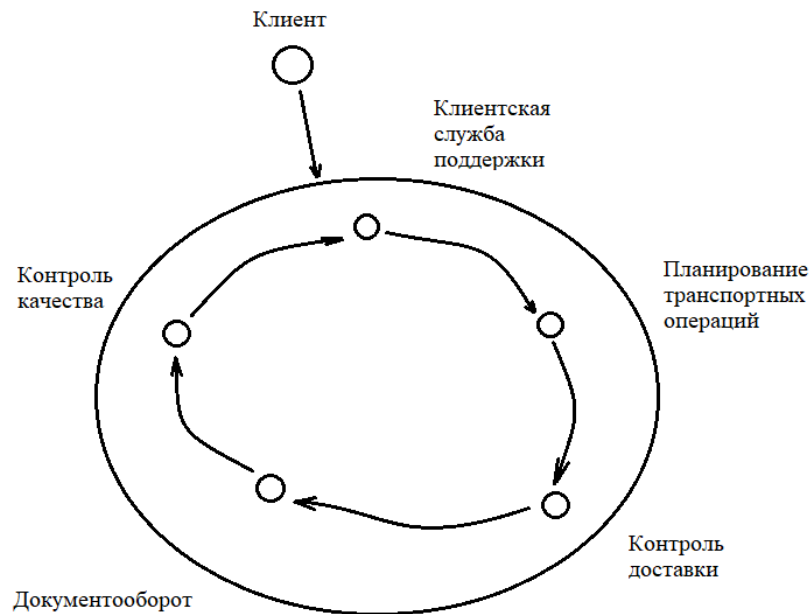 Клиент
Клиентская
служба
поддержки
Контроль
качества
Планирование
транспортных
операций
Контроль
доставки
Документооборот